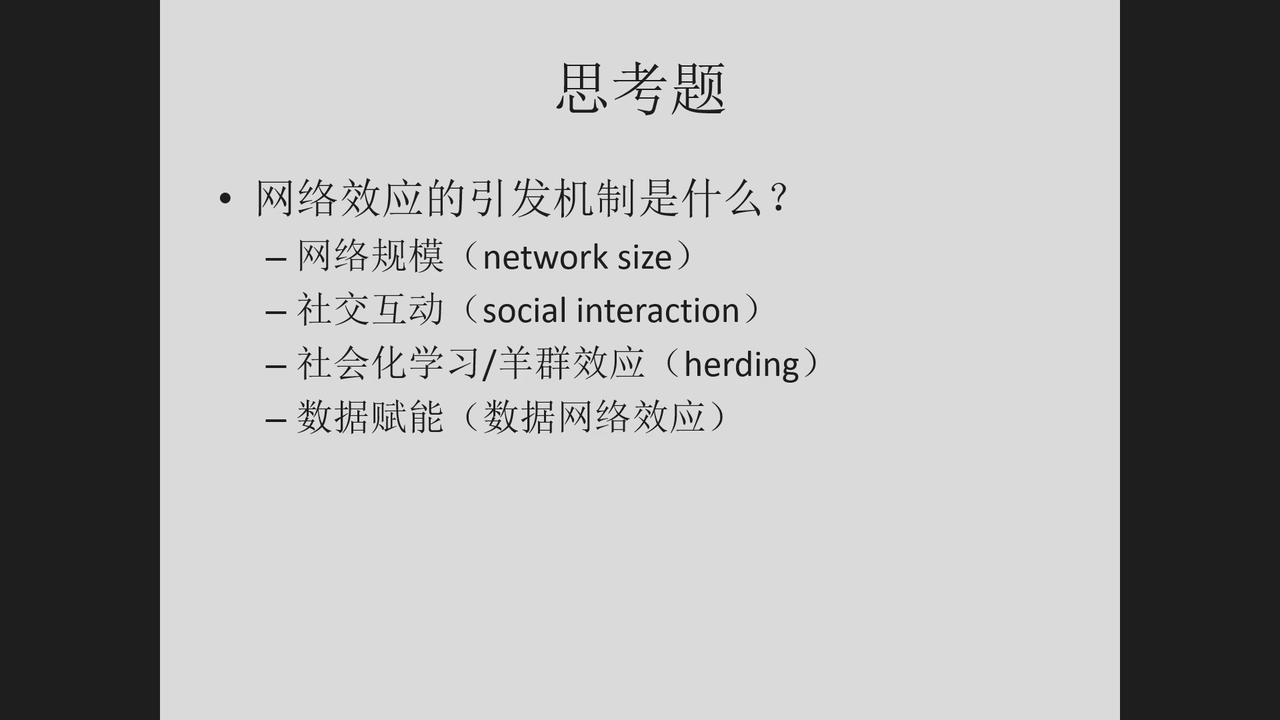 思考题
• 网络效应的引发机制是什么？
– 网络规模（network size）
– 社交互动（social interaction）
– 社会化学习/羊群效应（herding）
– 数据赋能（数据网络效应）